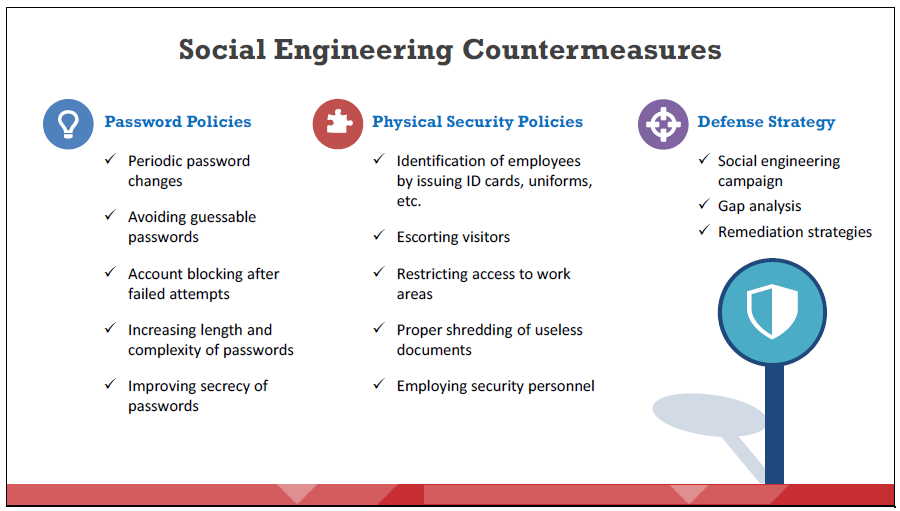 Social Engineering Countermeasures
Password Policies
✓ Periodic password
changes
✓ Avoiding guessable
passwords
✓ Account blocking after
failed attempts
✓ Increasing length and
complexity of passwords
✓ Improving secrecy of
passwords
Physical Security Policies
✓ Identification of employees
by issuing ID cards, uniforms,
etc.
✓ Escorting visitors
✓ Restricting access to work
areas
✓ Proper shredding of useless
documents
✓ Employing security personnel
Defense Strategy
✓ Social engineering
campaign
✓ Gap analysis
✓ Remediation strategies